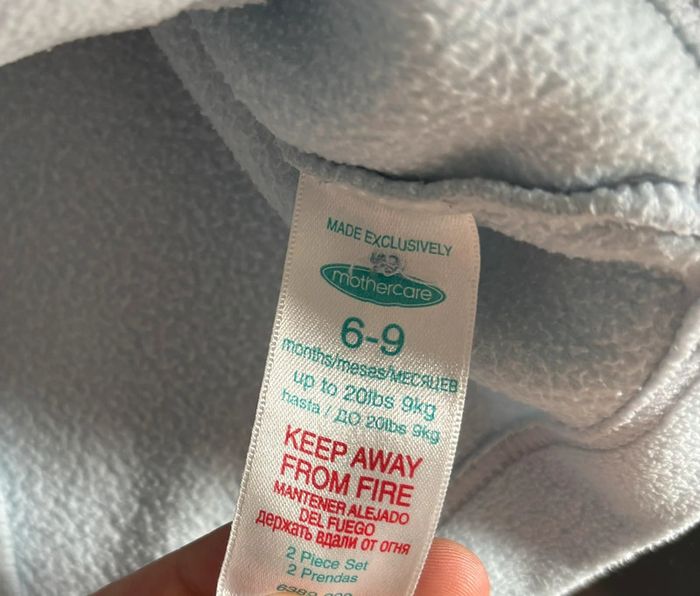 MADE EXCLUSIVELY
mothercare
6-9
months/meses/МЕСЯЦЕВ
up to 20lbs 9kg
hasta / ДО 20lbs 9kg
KEEP AWAY
FROM FIRE
MANTENER ALEJADO
DEL FUEGO
держать вдали от огня
2 Piece Set
2 Prendas